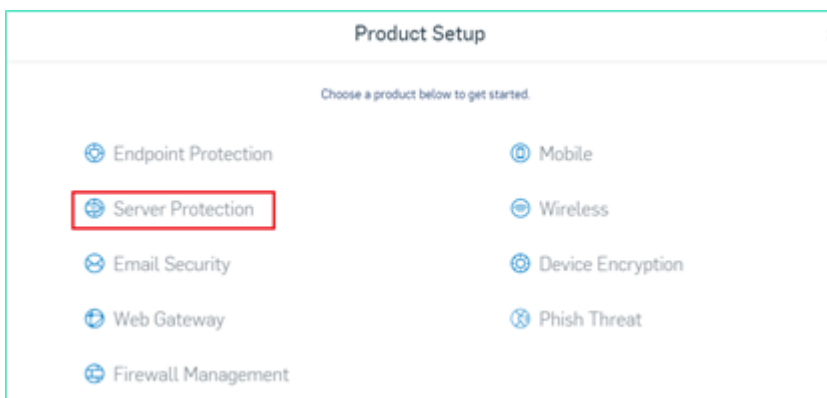 Product Setup
Choose a product below to get started.
Endpoint Protection
Mobile
Server Protection
Wireless
Email Security
Device Encryption
Web Gateway
Phish Threat
Firewall Management